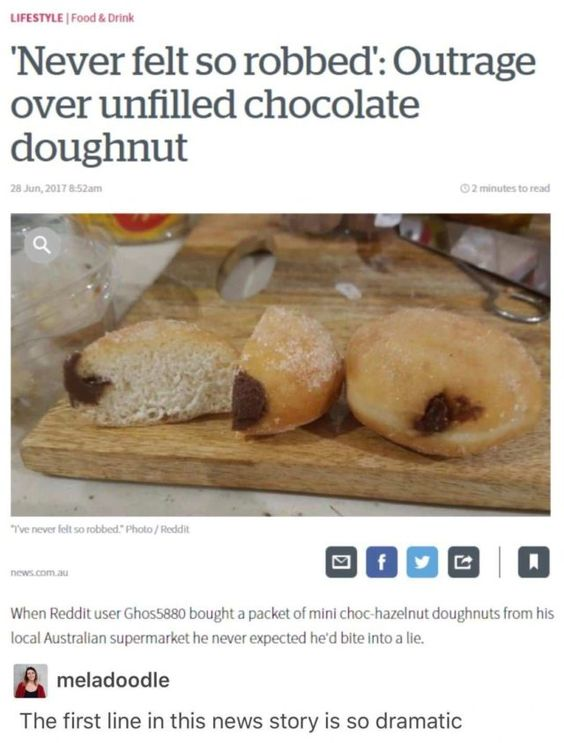 LIFESTYLE | Food & Drink
'Never felt so robbed': Outrage
over unfilled chocolate
doughnut
28 Jun, 2017 8:52am
2 minutes to read
"I've never felt so robbed." Photo / Reddit
f
news.com.au
When Reddit user Ghos5880 bought a packet of mini choc-hazelnut doughnuts from his
local Australian supermarket he never expected he'd bite into a lie.
meladoodle
The first line in this news story is so dramatic